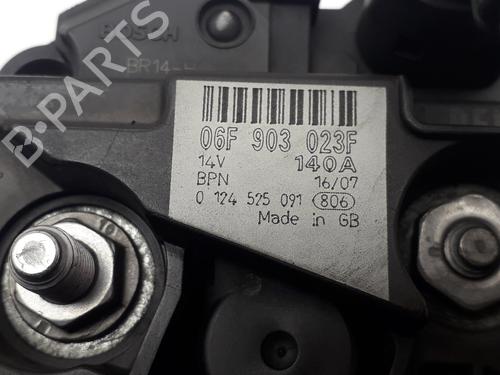 BOSCH
BR14-
B-PARTS
06F 903 023F
14V 140A
BPN 16/07
0 124 525 091 806
Made in GB
10